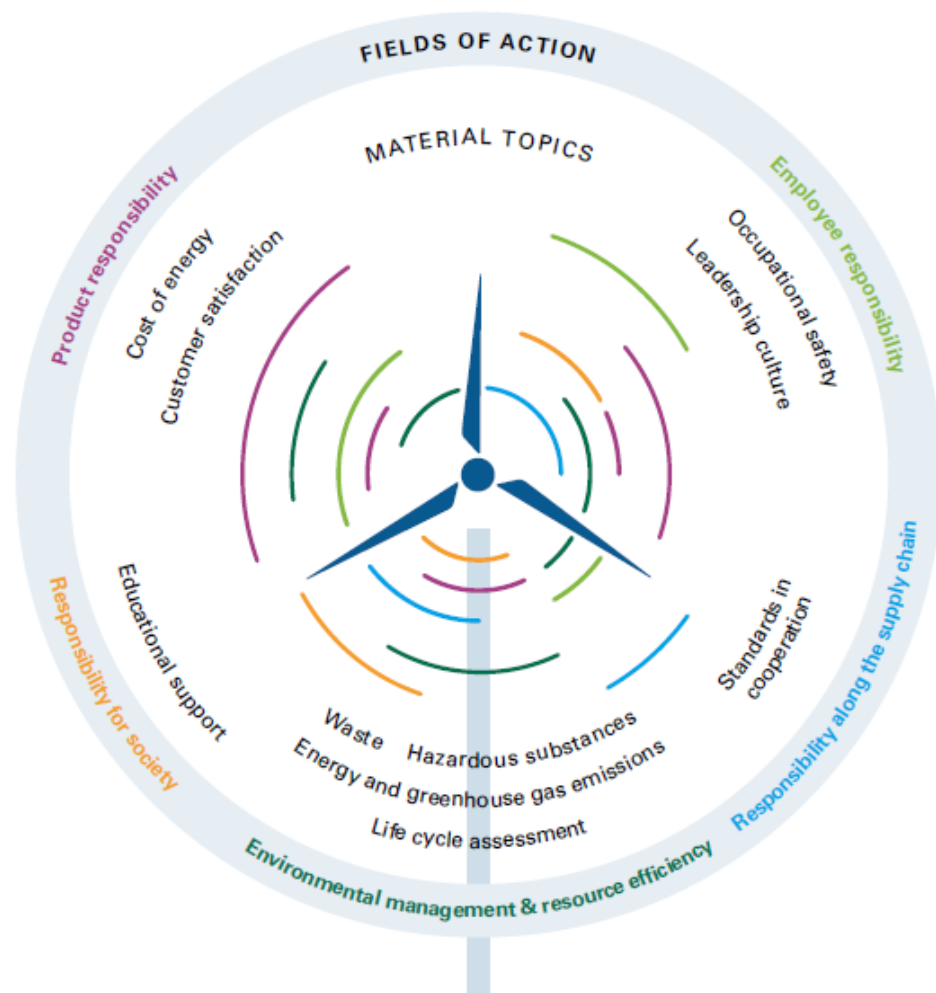 FIELDS OF ACTION
MATERIAL TOPICS
Product responsibility
Cost of energy
Customer satisfaction
Employee responsibility
Occupational safety
Leadership culture
Responsibility along the supply chain
Standards in
cooperation
Responsibility for society
Educational support
Waste
Hazardous substances
Energy and greenhouse gas emissions
Life cycle assessment
Environmental management & resource efficiency